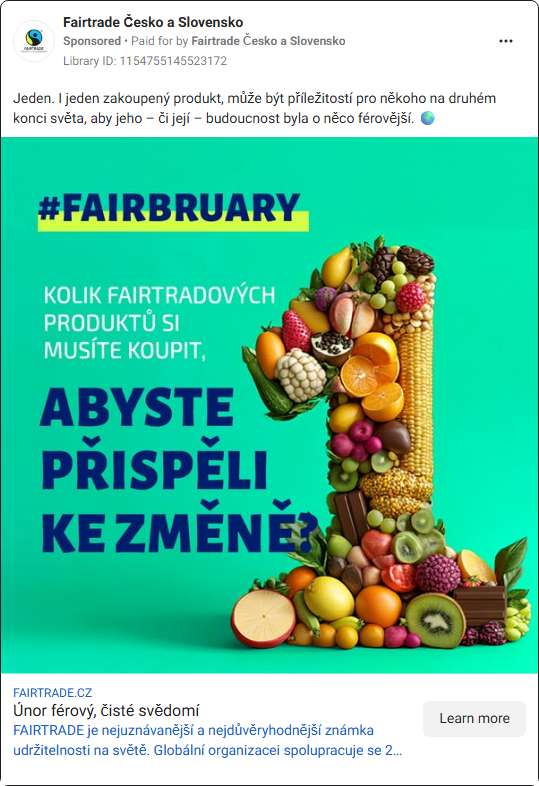 Fairtrade Česko a Slovensko
Sponsored • Paid for by Fairtrade Česko a Slovensko
Library ID: 1154755145523172
Jeden. I jeden zakoupený produkt, může být příležitostí pro někoho na druhém
konci světa, aby jeho – či její – budoucnost byla o něco férovější. 🌍
#FAIRBRUARY
KOLIK FAIRTRADOVÝCH
PRODUKTŮ SI
MUSÍTE KOUPIT,
ABYSTE
PŘISPĚLI
KE ZMĚNĚ?
FAIRTRADE.CZ
Únor férový, čisté svědomí
FAIRTRADE je nejuznávanější a nejdůvěryhodnější známka
udržitelnosti na světě. Globální organizacei spolupracuje se 2…
Learn more